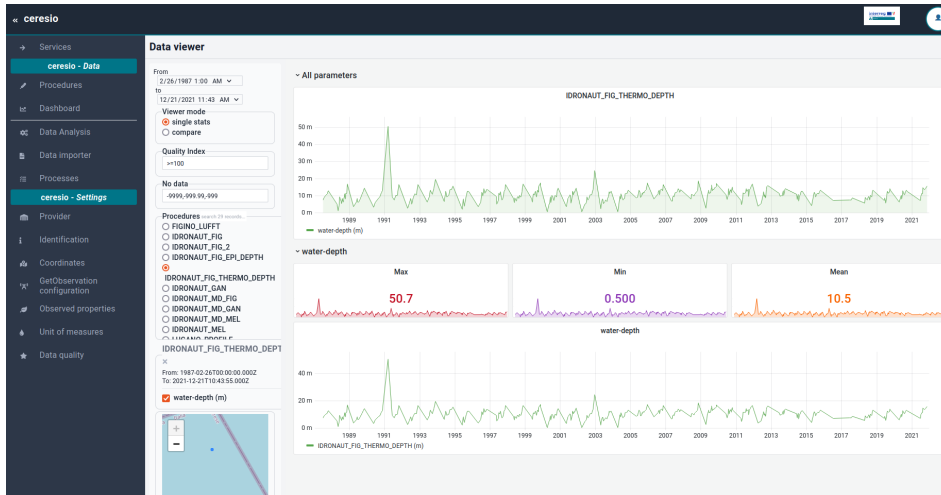 « ceresio
Services
ceresio - Data
Procedures
Dashboard
Data Analysis
Data importer
Processes
ceresio - Settings
Provider
Identification
Coordinates
GetObservation
configuration
Observed properties
Unit of measures
Data quality
Data viewer
From
2/26/1987 1:00 AM
to
12/21/2021 11:43 AM
Viewer mode
single stats
compare
Quality Index
>=100
No data
-9999,-999.99,-999
Procedures
FIGINO_LUFFT
IDRONAUT_FIG
IDRONAUT_FIG_2
IDRONAUT_FIG_EPI_DEPTH
IDRONAUT_FIG_THERMO_DEPTH
IDRONAUT_GAN
IDRONAUT_MD_FIG
IDRONAUT_MD_GAN
IDRONAUT_MD_MEL
IDRONAUT_MEL
LUGANO_PROFILE
IDRONAUT_FIG_THERMO_DEPT
×
From: 1987-02-26T00:00:00.000Z
To: 2021-12-21T10:43:55.000Z
water-depth (m)
+
−
All parameters
IDRONAUT_FIG_THERMO_DEPTH
50 m
40 m
30 m
20 m
10 m
0 m
1989 1991 1993 1995 1997 1999 2001 2003 2005 2007 2009 2011 2013 2015 2017 2019 2021
water-depth (m)
water-depth
Max
50.7
Min
0.500
Mean
10.5
water-depth
40 m
20 m
0 m
1989 1991 1993 1995 1997 1999 2001 2003 2005 2007 2009 2011 2013 2015 2017 2019 2021
IDRONAUT_FIG_THERMO_DEPTH (m)